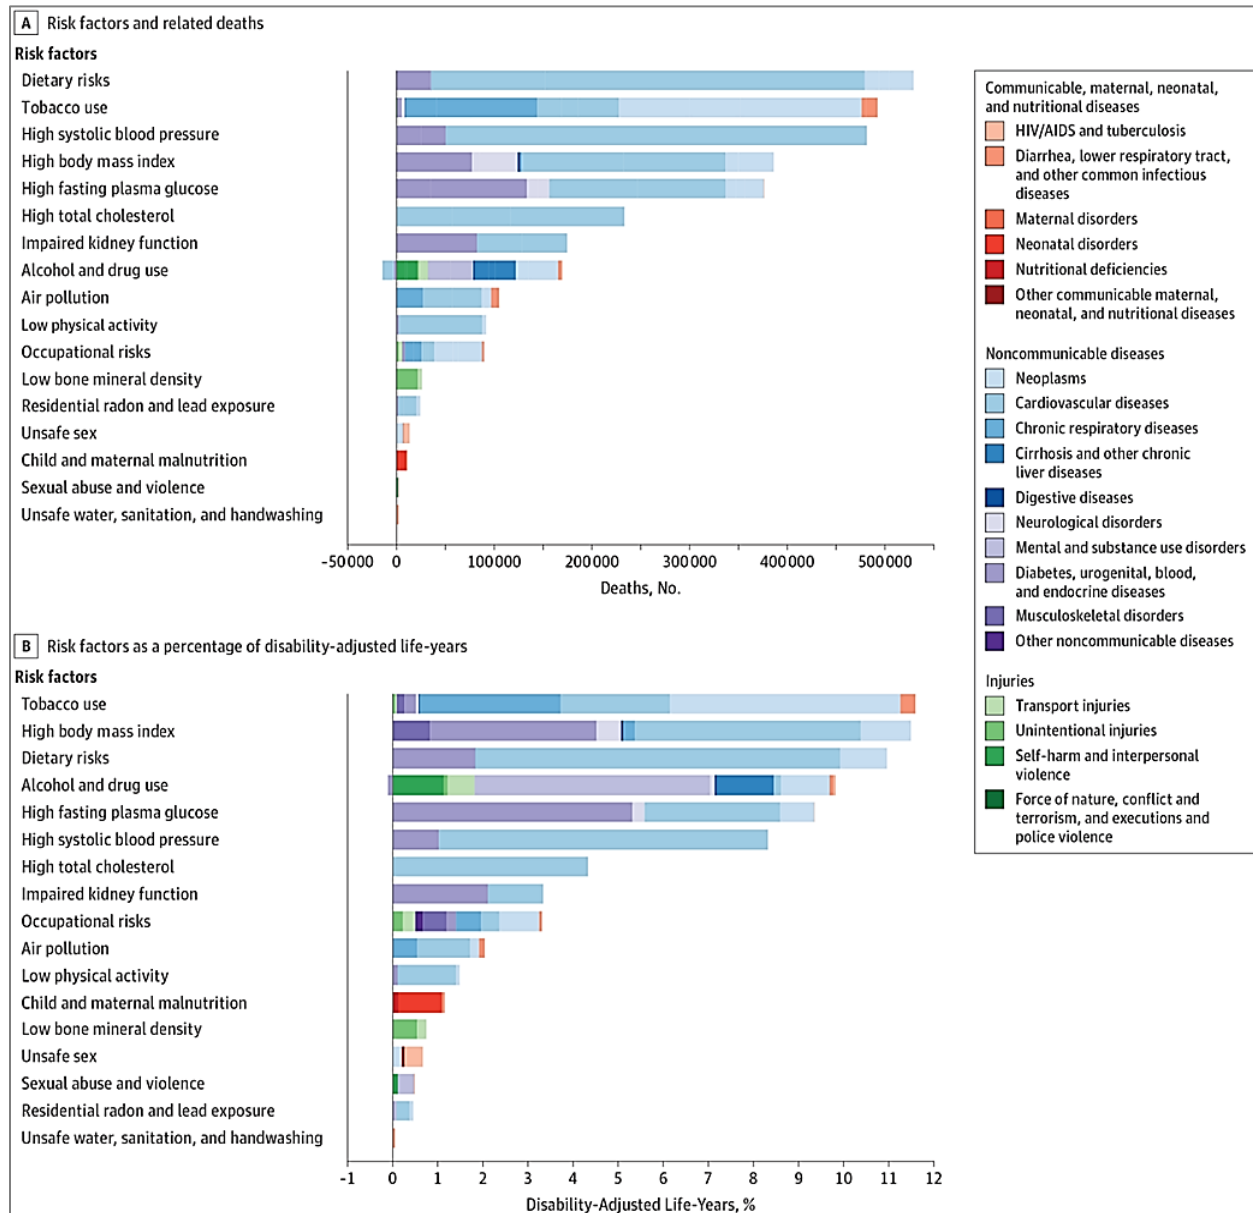 A Risk factors and related deaths
Risk factors
Dietary risks
Tobacco use
High systolic blood pressure
High body mass index
High fasting plasma glucose
High total cholesterol
Impaired kidney function
Alcohol and drug use
Air pollution
Low physical activity
Occupational risks
Low bone mineral density
Residential radon and lead exposure
Unsafe sex
Child and maternal malnutrition
Sexual abuse and violence
Unsafe water, sanitation, and handwashing
-50000 0 100000 200000 300000 400000 500000
Deaths, No.
B Risk factors as a percentage of disability-adjusted life-years
Risk factors
Tobacco use
High body mass index
Dietary risks
Alcohol and drug use
High fasting plasma glucose
High systolic blood pressure
High total cholesterol
Impaired kidney function
Occupational risks
Air pollution
Low physical activity
Child and maternal malnutrition
Low bone mineral density
Unsafe sex
Sexual abuse and violence
Residential radon and lead exposure
Unsafe water, sanitation, and handwashing
-1 0 1 2 3 4 5 6 7 8 9 10 11 12
Disability-Adjusted Life-Years, %
Communicable, maternal, neonatal,
and nutritional diseases
HIV/AIDS and tuberculosis
Diarrhea, lower respiratory tract,
and other common infectious
diseases
Maternal disorders
Neonatal disorders
Nutritional deficiencies
Other communicable maternal,
neonatal, and nutritional diseases
Noncommunicable diseases
Neoplasms
Cardiovascular diseases
Chronic respiratory diseases
Cirrhosis and other chronic
liver diseases
Digestive diseases
Neurological disorders
Mental and substance use disorders
Diabetes, urogenital, blood,
and endocrine diseases
Musculoskeletal disorders
Other noncommunicable diseases
Injuries
Transport injuries
Unintentional injuries
Self-harm and interpersonal
violence
Force of nature, conflict and
terrorism, and executions and
police violence